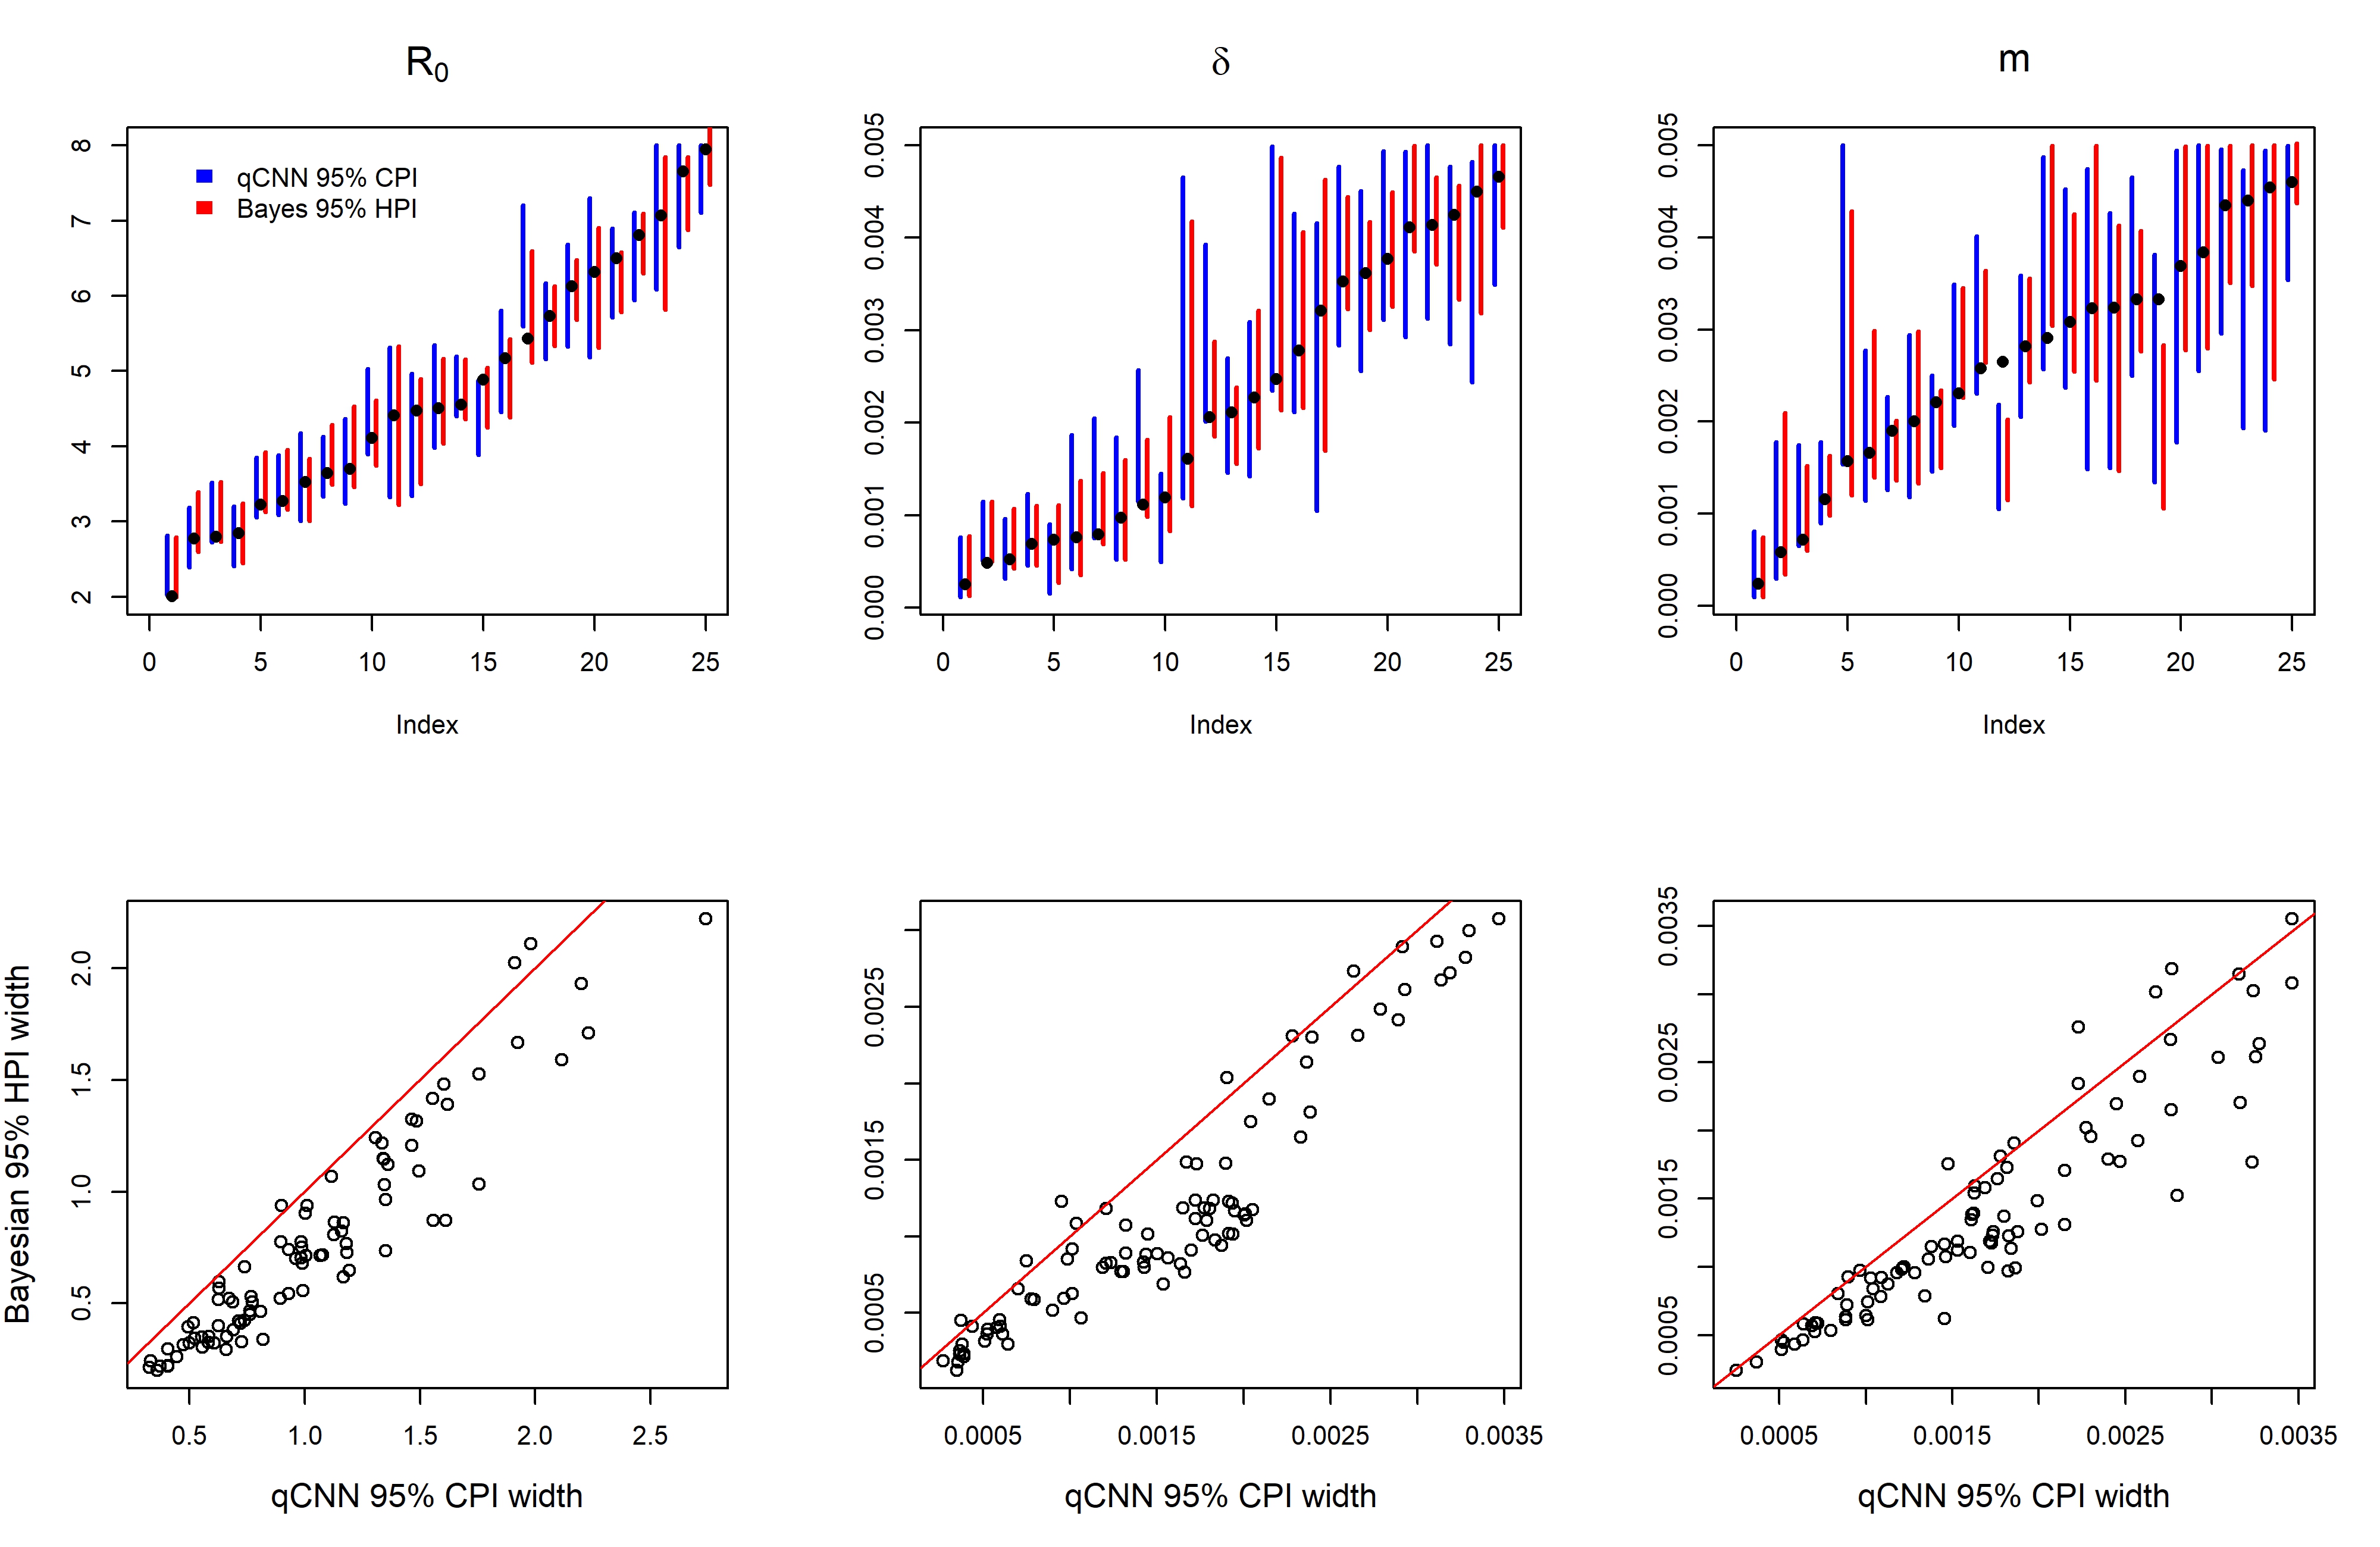 R₀
δ
m
qCNN 95% CPI
Bayes 95% HPI
8
7
6
5
4
3
2
0 5 10 15 20 25
Index
0.005
0.004
0.003
0.002
0.001
0.000
0 5 10 15 20 25
Index
0.005
0.004
0.003
0.002
0.001
0.000
0 5 10 15 20 25
Index
Bayesian 95% HPI width
2.0
1.5
1.0
0.5
0.5 1.0 1.5 2.0 2.5
qCNN 95% CPI width
0.0025
0.0015
0.0005
0.0005 0.0015 0.0025 0.0035
qCNN 95% CPI width
0.0035
0.0025
0.0015
0.0005
0.0005 0.0015 0.0025 0.0035
qCNN 95% CPI width